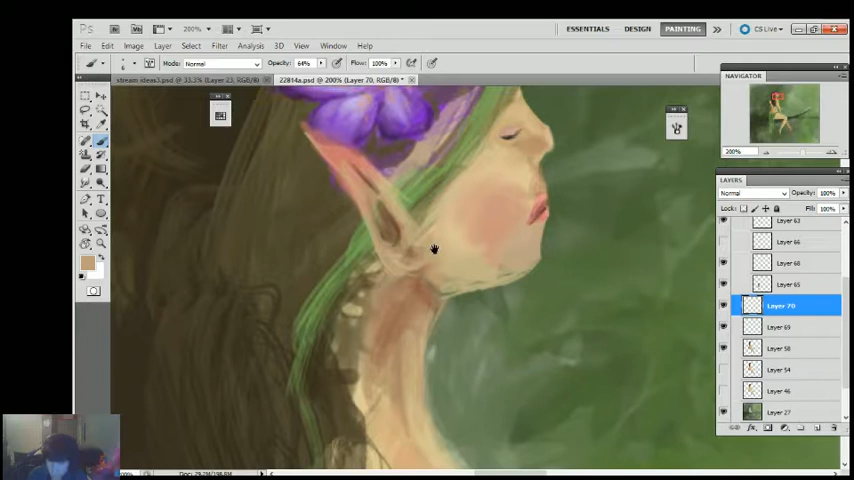 Ps Br Mb 200% ESSENTIALS DESIGN PAINTING CS Live
File Edit Image Layer Select Filter Analysis 3D View Window Help
Mode: Normal Opacity: 64% Flow: 100%
stream ideas3.psd @ 33.3% (Layer 23, RGB/8) 22814a.psd @ 200% (Layer 70, RGB/8) *
NAVIGATOR
200%
LAYERS
Normal Opacity: 100%
Lock: Fill: 100%
Layer 63
Layer 66
Layer 68
Layer 65
Layer 70
Layer 69
Layer 58
Layer 54
Layer 46
Layer 27